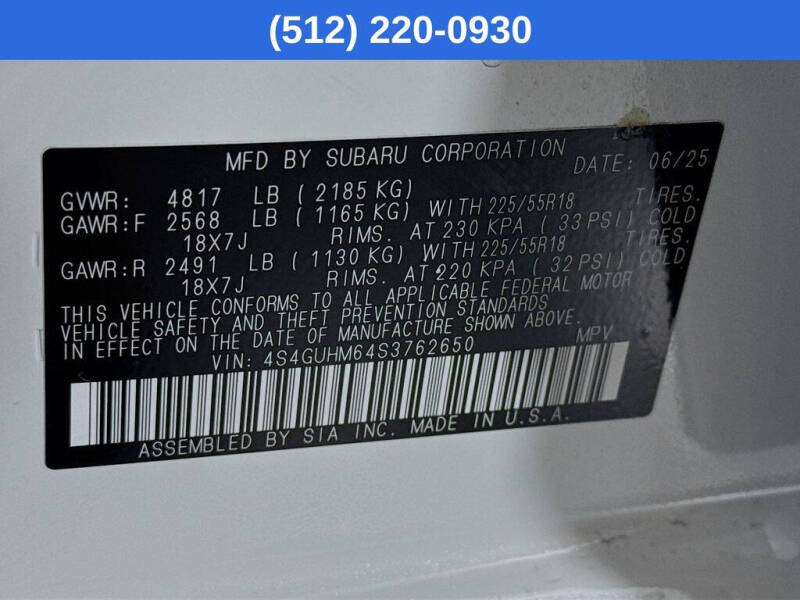 (512) 220-0930
MFD BY SUBARU CORPORATION DATE: 06/25
GVWR: 4817 LB ( 2185 KG)
GAWR:F 2568 LB ( 1165 KG) WITH 225/55R18 TIRES.
18X7J RIMS. AT 230 KPA ( 33 PSI) COLD
GAWR:R 2491 LB ( 1130 KG) WITH 225/55R18 TIRES.
18X7J RIMS. AT 220 KPA ( 32 PSI) COLD
THIS VEHICLE CONFORMS TO ALL APPLICABLE FEDERAL MOTOR
VEHICLE SAFETY AND THEFT PREVENTION STANDARDS
IN EFFECT ON THE DATE OF MANUFACTURE SHOWN ABOVE.
VIN: 4S4GUHM64S3762650 MPV
ASSEMBLED BY SIA INC. MADE IN U.S.A.